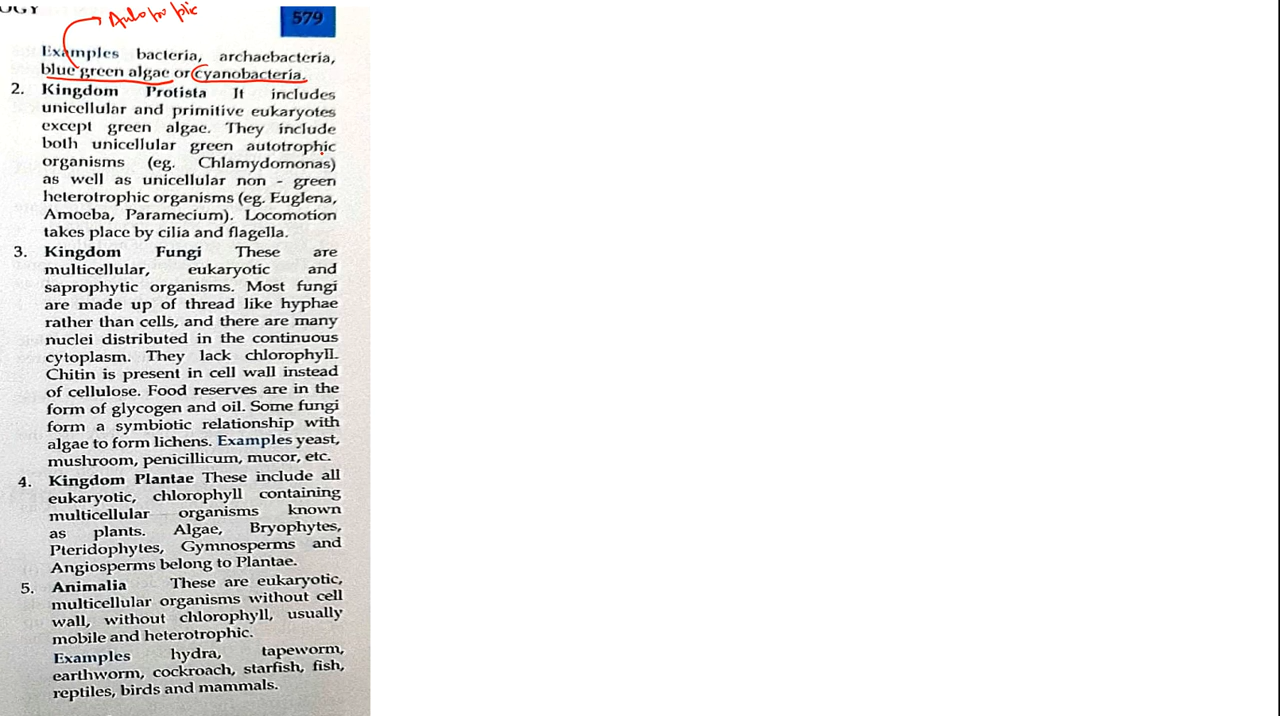 OGY
Autotrophic
579
Examples bacteria, archaebacteria,
blue green algae or cyanobacteria.
2. Kingdom Protista It includes
unicellular and primitive eukaryotes
except green algae. They include
both unicellular green autotrophic
organisms (eg. Chlamydomonas)
as well as unicellular non - green
heterotrophic organisms (eg. Euglena,
Amoeba, Paramecium). Locomotion
takes place by cilia and flagella.
3. Kingdom Fungi These are
multicellular, eukaryotic and
saprophytic organisms. Most fungi
are made up of thread like hyphae
rather than cells, and there are many
nuclei distributed in the continuous
cytoplasm. They lack chlorophyll.
Chitin is present in cell wall instead
of cellulose. Food reserves are in the
form of glycogen and oil. Some fungi
form a symbiotic relationship with
algae to form lichens. Examples yeast,
mushroom, penicillicum, mucor, etc.
4. Kingdom Plantae These include all
eukaryotic, chlorophyll containing
multicellular organisms known
as plants. Algae, Bryophytes,
Pteridophytes, Gymnosperms and
Angiosperms belong to Plantae.
5. Animalia These are eukaryotic,
multicellular organisms without cell
wall, without chlorophyll, usually
mobile and heterotrophic.
Examples hydra, tapeworm,
earthworm, cockroach, starfish, fish,
reptiles, birds and mammals.